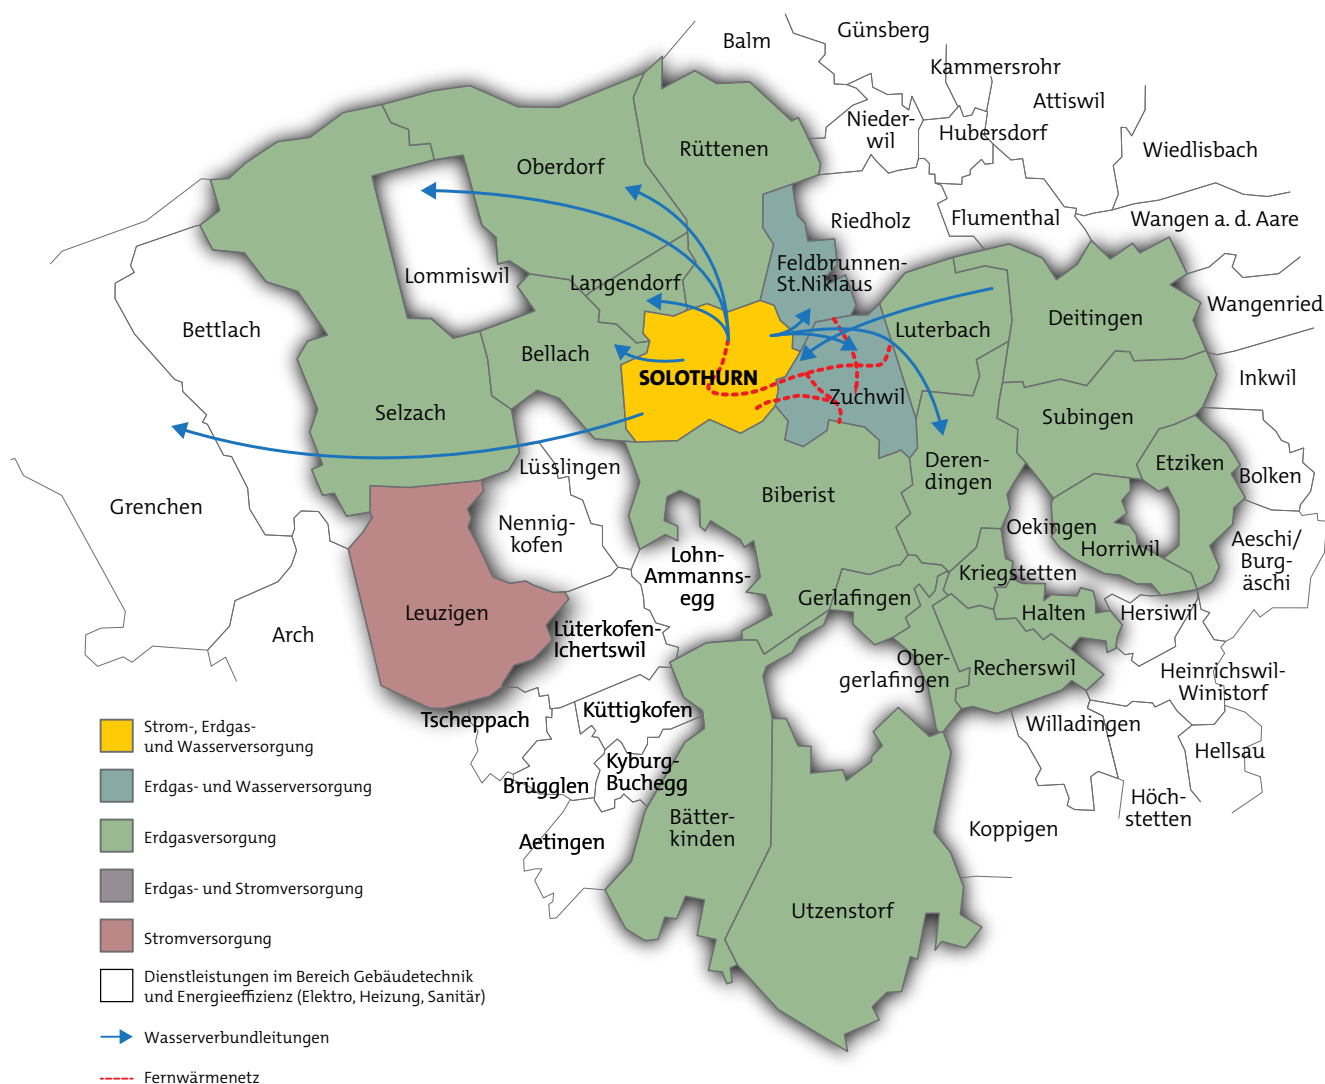 Balm
Günsberg
Kammersrohr
Attiswil
Nieder-
wil
Hubersdorf
Wiedlisbach
Rüttenen
Oberdorf
Riedholz
Flumenthal
Wangen a. d. Aare
Lommiswil
Langendorf
Feldbrunnen-
St.Niklaus
Wangenried
Bettlach
Bellach
Luterbach
Deitingen
SOLOTHURN
Zuchwil
Inkwil
Selzach
Subingen
Lüsslingen
Deren-
dingen
Etziken
Bolken
Grenchen
Nennig-
kofen
Biberist
Oekingen
Horriwil
Aeschi/
Burg-
äschi
Lohn-
Ammanns-
egg
Kriegstetten
Gerlafingen
Leuzigen
Halten
Hersiwil
Arch
Lüterkofen-
Ichertswil
Ober-
gerlafingen
Recherswil
Heinrichswil-
Winistorf
Tscheppach
Küttigkofen
Willadingen
Hellsau
Brügglen
Kyburg-
Buchegg
Höch-
stetten
Aetingen
Bätter-
kinden
Koppigen
Utzenstorf
Strom-, Erdgas-
und Wasserversorgung
Erdgas- und Wasserversorgung
Erdgasversorgung
Erdgas- und Stromversorgung
Stromversorgung
Dienstleistungen im Bereich Gebäudetechnik
und Energieeffizienz (Elektro, Heizung, Sanitär)
Wasserverbundleitungen
Fernwärmenetz